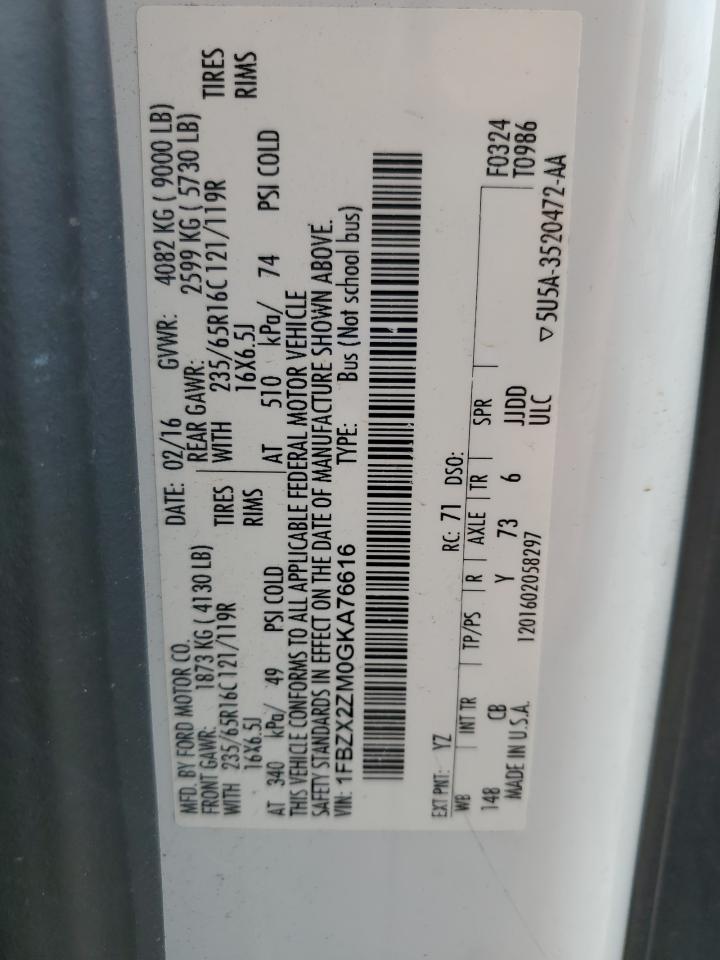 MFD. BY FORD MOTOR CO. DATE: 02/16 GVWR: 4082 KG ( 9000 LB)
FRONT GAWR: 1873 KG ( 4130 LB) REAR GAWR: 2599 KG ( 5730 LB)
WITH 235/65R16C 121/119R TIRES WITH 235/65R16C 121/119R TIRES
16X6.5J RIMS 16X6.5J RIMS
AT 340 kPa/ 49 PSI COLD AT 510 kPa/ 74 PSI COLD
THIS VEHICLE CONFORMS TO ALL APPLICABLE FEDERAL MOTOR VEHICLE
SAFETY STANDARDS IN EFFECT ON THE DATE OF MANUFACTURE SHOWN ABOVE.
VIN: 1FBZX2ZM0GKA76616 TYPE: Bus (Not school bus)
EXT PNT: YZ RC: 71 DSO:
WB INT TR TP/PS R AXLE TR SPR F0324
148 CB Y 73 6 JJDD T0986
MADE IN U.S.A. 1201602058297 ULC ▽ 5U5A-3520472-AA